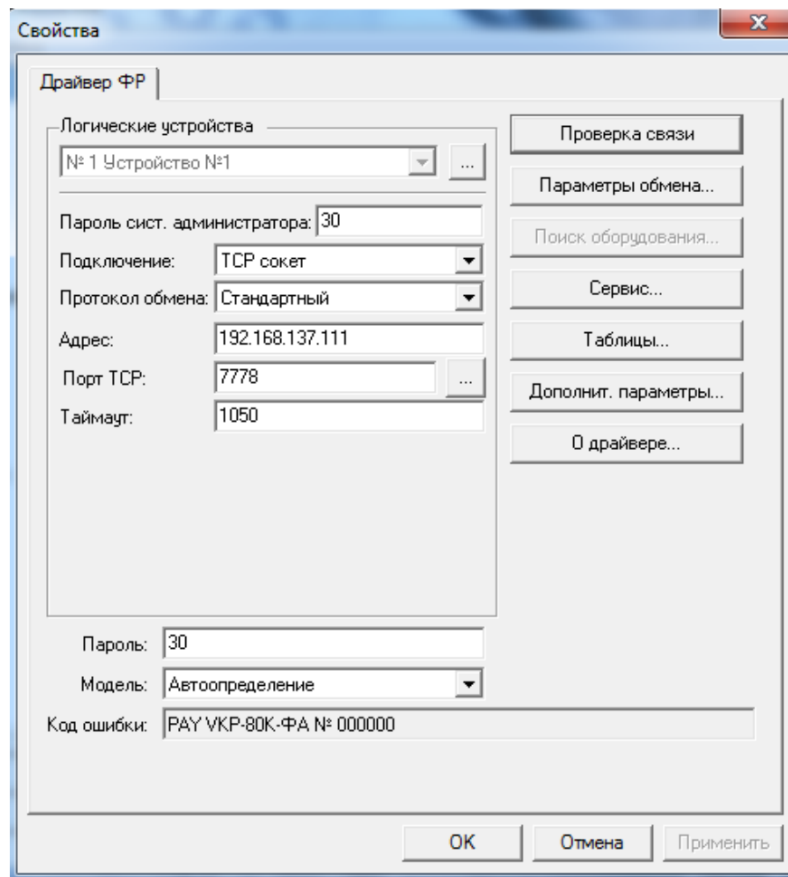 Свойства
Драйвер ФР
Логические устройства
№ 1 Устройство №1
...
Пароль сист. администратора: 30
Подключение: TCP сокет
Протокол обмена: Стандартный
Адрес: 192.168.137.111
Порт TCP: 7778 ...
Таймаут: 1050
Проверка связи
Параметры обмена...
Поиск оборудования...
Сервис...
Таблицы...
Дополнит. параметры...
О драйвере...
Пароль: 30
Модель: Автоопределение
Код ошибки: PAY VKP-80K-ФА № 000000
OK Отмена Применить